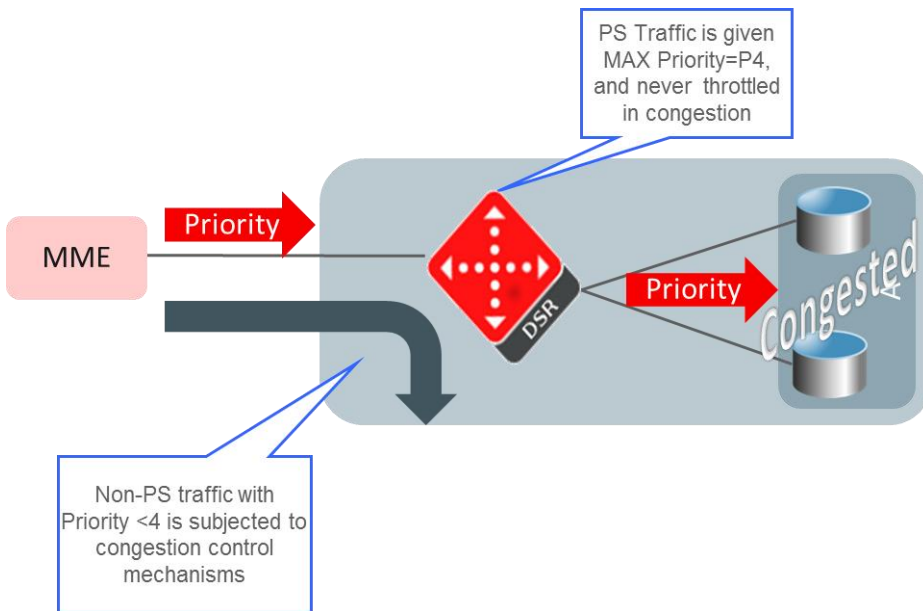 PS Traffic is given
MAX Priority=P4,
and never throttled
in congestion
Priority
MME
DSR
Priority
Congested
A
Non-PS traffic with
Priority <4 is subjected to
congestion control
mechanisms